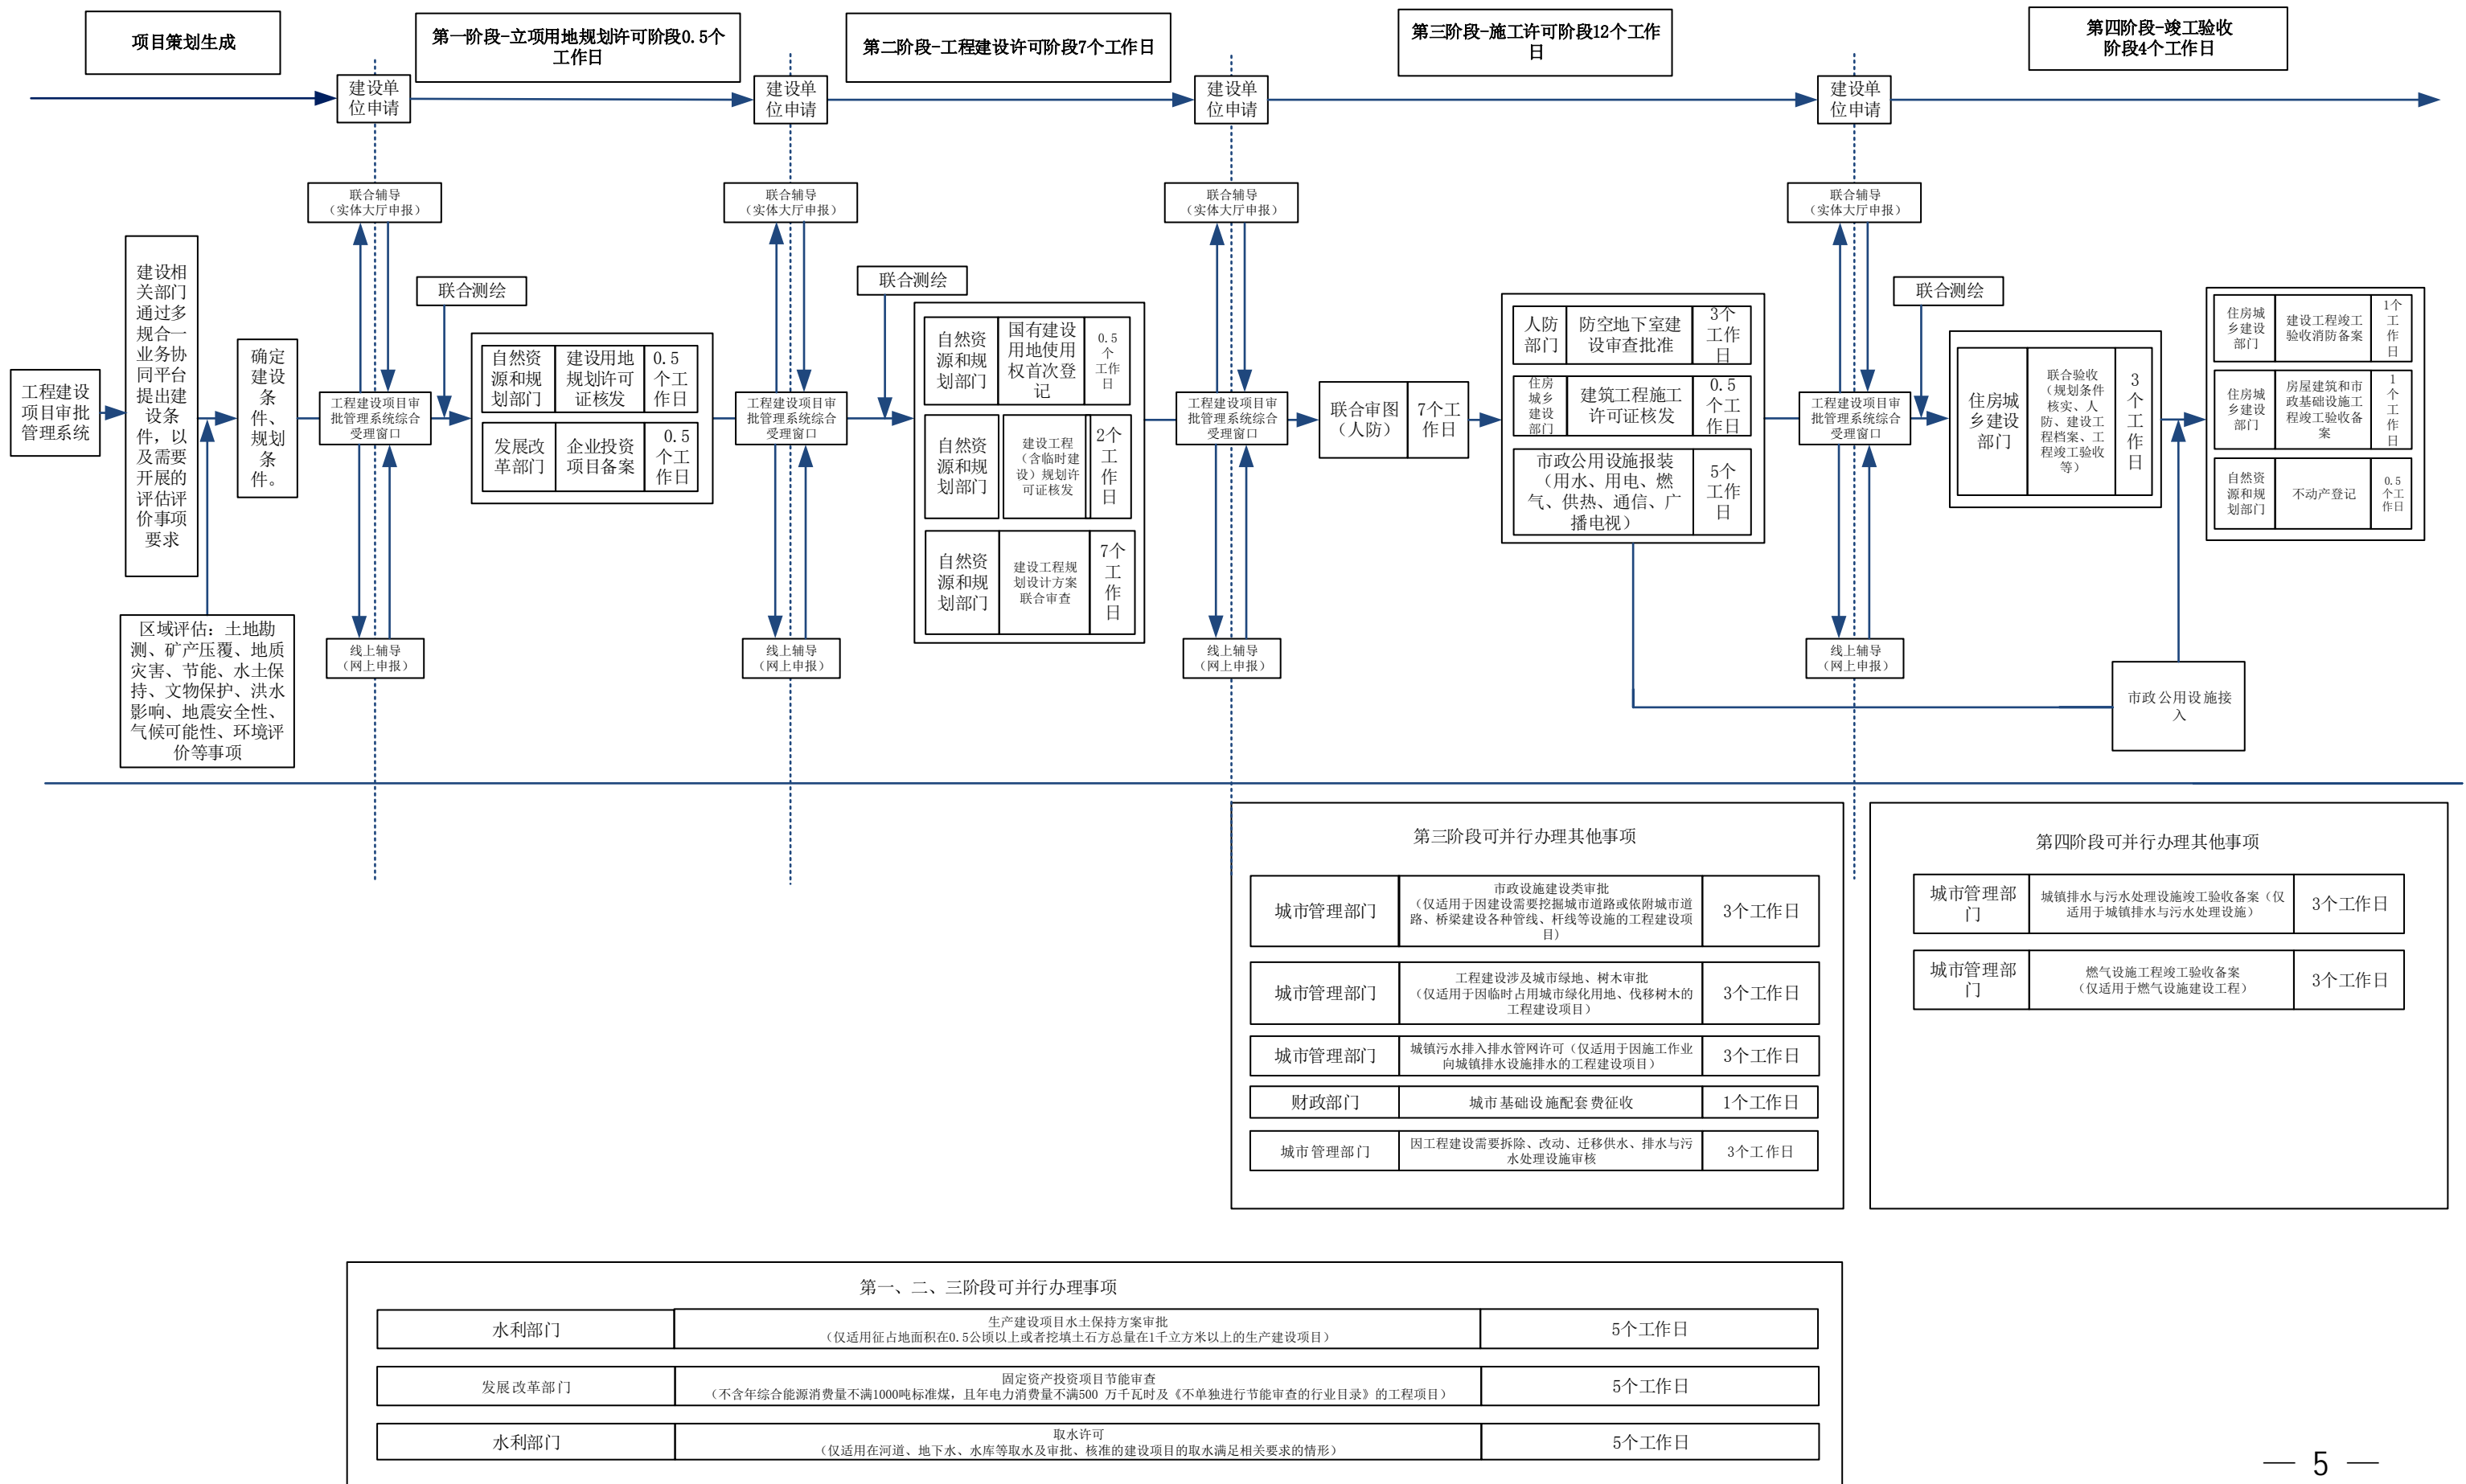 项目策划生成
第一阶段-立项用地规划许可阶段0.5个
工作日
第二阶段-工程建设许可阶段7个工作日
第三阶段-施工许可阶段12个工作
日
第四阶段-竣工验收
阶段4个工作日
建设单
位申请
建设单
位申请
建设单
位申请
建设单
位申请
联合辅导
（实体大厅申报）
联合辅导
（实体大厅申报）
联合辅导
（实体大厅申报）
联合辅导
（实体大厅申报）
工程建设
项目审批
管理系统
建设相
关部门
通过多
规合一
业务协
同平台
提出建
设条
件，以
及需要
开展的
评估评
价事项
要求
区域评估：土地勘
测、矿产压覆、地质
灾害、节能、水土保
持、文物保护、洪水
影响、地震安全性、
气候可能性、环境评
价等事项
确定
建设
条
件、
规划
条
件。
工程建设项目审
批管理系统综合
受理窗口
线上辅导
（网上申报）
联合测绘
自然资
源和规
划部门
建设用地
规划许可
证核发
0.5
个工
作日
发展改
革部门
企业投资
项目备案
0.5
个工
作日
工程建设项目审
批管理系统综合
受理窗口
线上辅导
（网上申报）
联合测绘
自然资
源和规
划部门
国有建设
用地使用
权首次登
记
0.5
个
工作
日
自然资
源和规
划部门
建设工程
（含临时建
设）规划许
可证核发
2个
工
作
日
自然资
源和规
划部门
建设工程规
划设计方案
联合审查
7个
工
作
日
工程建设项目审
批管理系统综合
受理窗口
线上辅导
（网上申报）
联合审图
（人防）
7个工
作日
人防
部门
防空地下室建
设审查批准
3个
工作
日
住房
城乡
建设
部门
建筑工程施工
许可证核发
0.5
个工
作日
市政公用设施报装
（用水、用电、燃
气、供热、通信、广
播电视）
5个
工作
日
工程建设项目审
批管理系统综合
受理窗口
线上辅导
（网上申报）
联合测绘
住房城
乡建设
部门
联合验收
（规划条件
核实、人
防、建设工
程档案、工
程竣工验收
等）
3
个
工
作
日
市政公用设施接
入
住房城
乡建设
部门
建设工程竣工
验收消防备案
1个
工
作
日
住房城
乡建设
部门
房屋建筑和市
政基础设施工
程竣工验收备
案
1
个
工
作
日
自然资
源和规
划部门
不动产登记
0.5
个工
作日
第三阶段可并行办理其他事项
城市管理部门
市政设施建设类审批
（仅适用于因建设需要挖掘城市道路或依附城市道
路、桥梁建设各种管线、杆线等设施的工程建设项
目）
3个工作日
城市管理部门
工程建设涉及城市绿地、树木审批
（仅适用于因临时占用城市绿化用地、伐移树木的
工程建设项目）
3个工作日
城市管理部门
城镇污水排入排水管网许可（仅适用于因施工作业
向城镇排水设施排水的工程建设项目）
3个工作日
财政部门
城市基础设施配套费征收
1个工作日
城市管理部门
因工程建设需要拆除、改动、迁移供水、排水与污
水处理设施审核
3个工作日
第四阶段可并行办理其他事项
城市管理部
门
城镇排水与污水处理设施竣工验收备案（仅
适用于城镇排水与污水处理设施）
3个工作日
城市管理部
门
燃气设施工程竣工验收备案
（仅适用于燃气设施建设工程）
3个工作日
第一、二、三阶段可并行办理事项
水利部门
生产建设项目水土保持方案审批
（仅适用征占地面积在0.5公顷以上或者挖填土石方总量在1千立方米以上的生产建设项目）
5个工作日
发展改革部门
固定资产投资项目节能审查
（不含年综合能源消费量不满1000吨标准煤，且年电力消费量不满500 万千瓦时及《不单独进行节能审查的行业目录》的工程项目）
5个工作日
水利部门
取水许可
（仅适用在河道、地下水、水库等取水及审批、核准的建设项目的取水满足相关要求的情形）
5个工作日
— 5 —